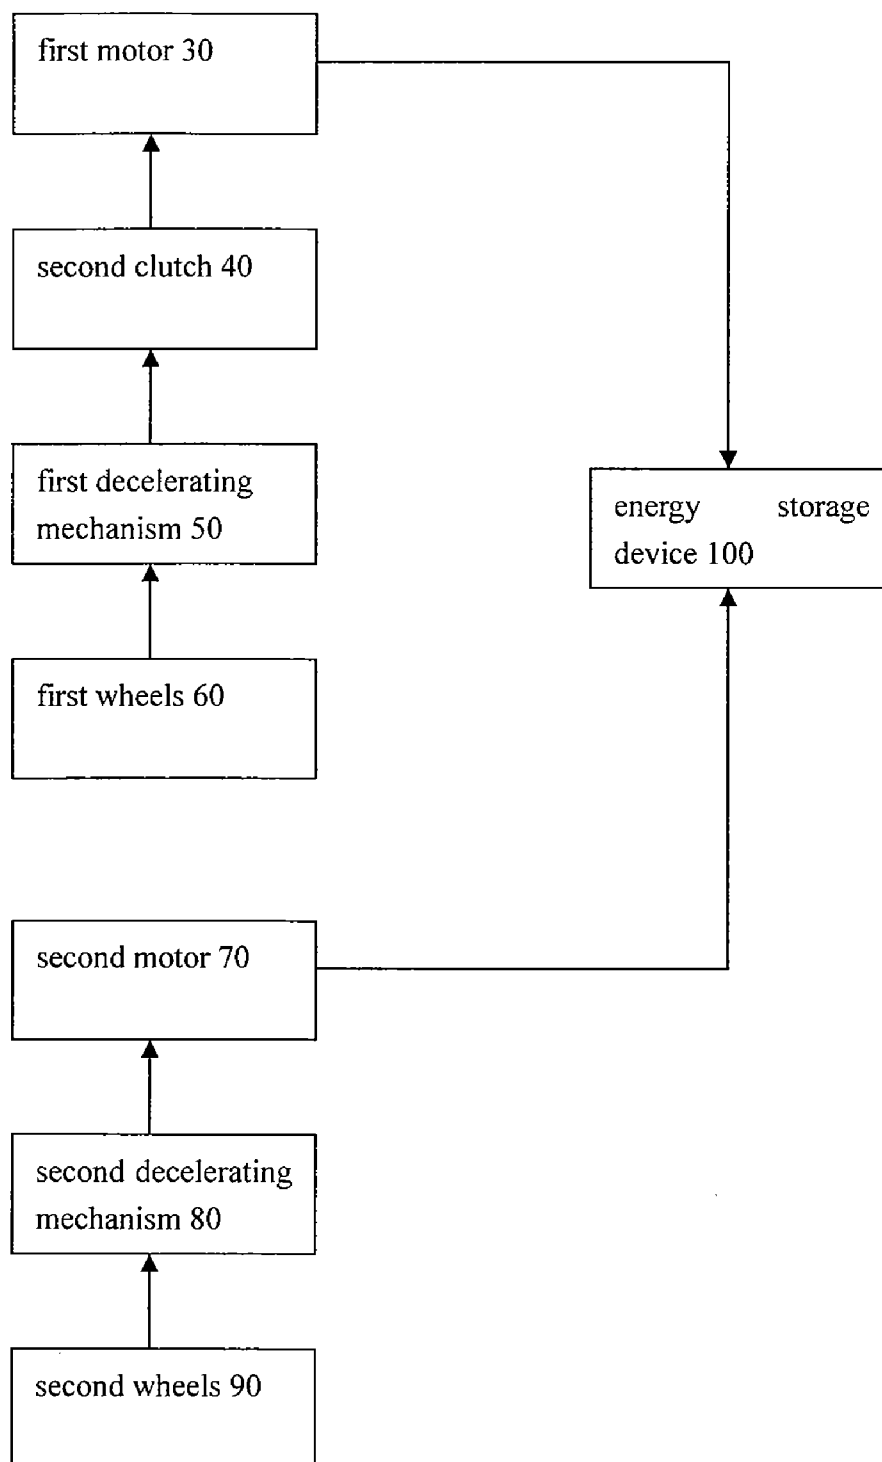 first motor 30
second clutch 40
first decelerating
mechanism 50
energy storage
device 100
first wheels 60
second motor 70
second decelerating
mechanism 80
second wheels 90